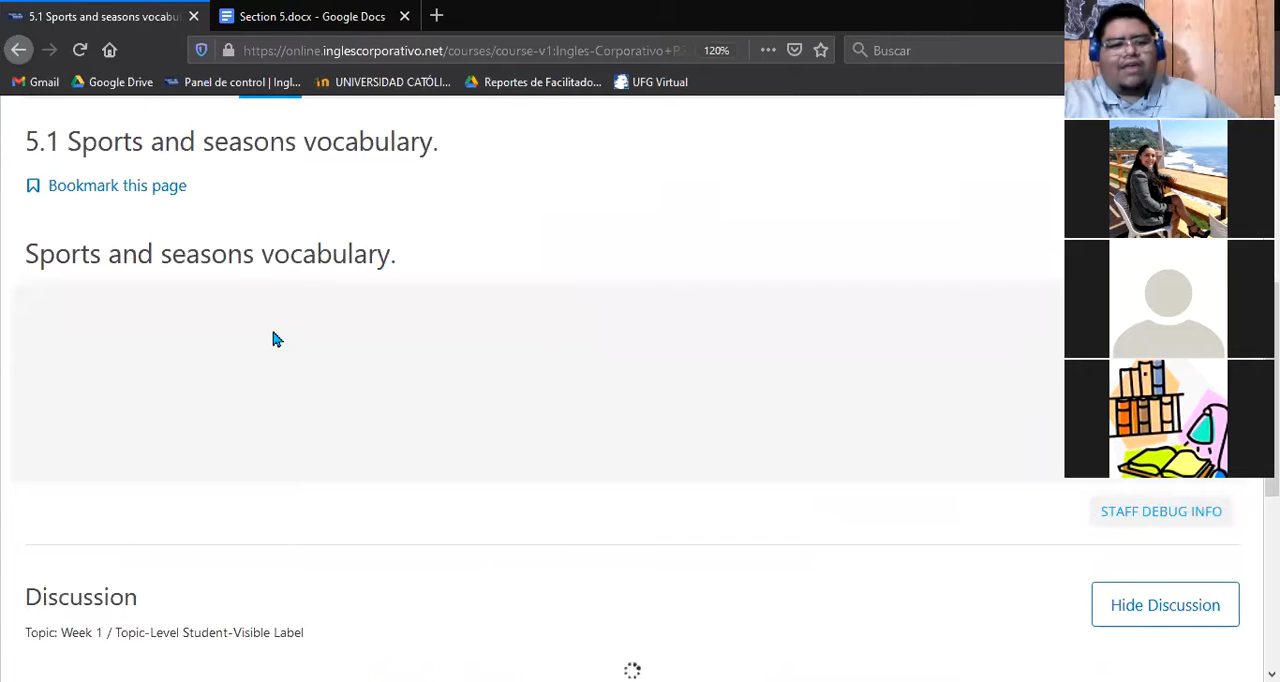 5.1 Sports and seasons vocabu
Section 5.docx - Google Docs
https://online.inglescorporativo.net/courses/course-v1:Ingles-Corporativo+P
120%
Buscar
Gmail
Google Drive
Panel de control | Ingl...
in UNIVERSIDAD CATÓLI...
Reportes de Facilitado...
UFG Virtual
5.1 Sports and seasons vocabulary.
Bookmark this page
Sports and seasons vocabulary.
STAFF DEBUG INFO
Discussion
Hide Discussion
Topic: Week 1 / Topic-Level Student-Visible Label